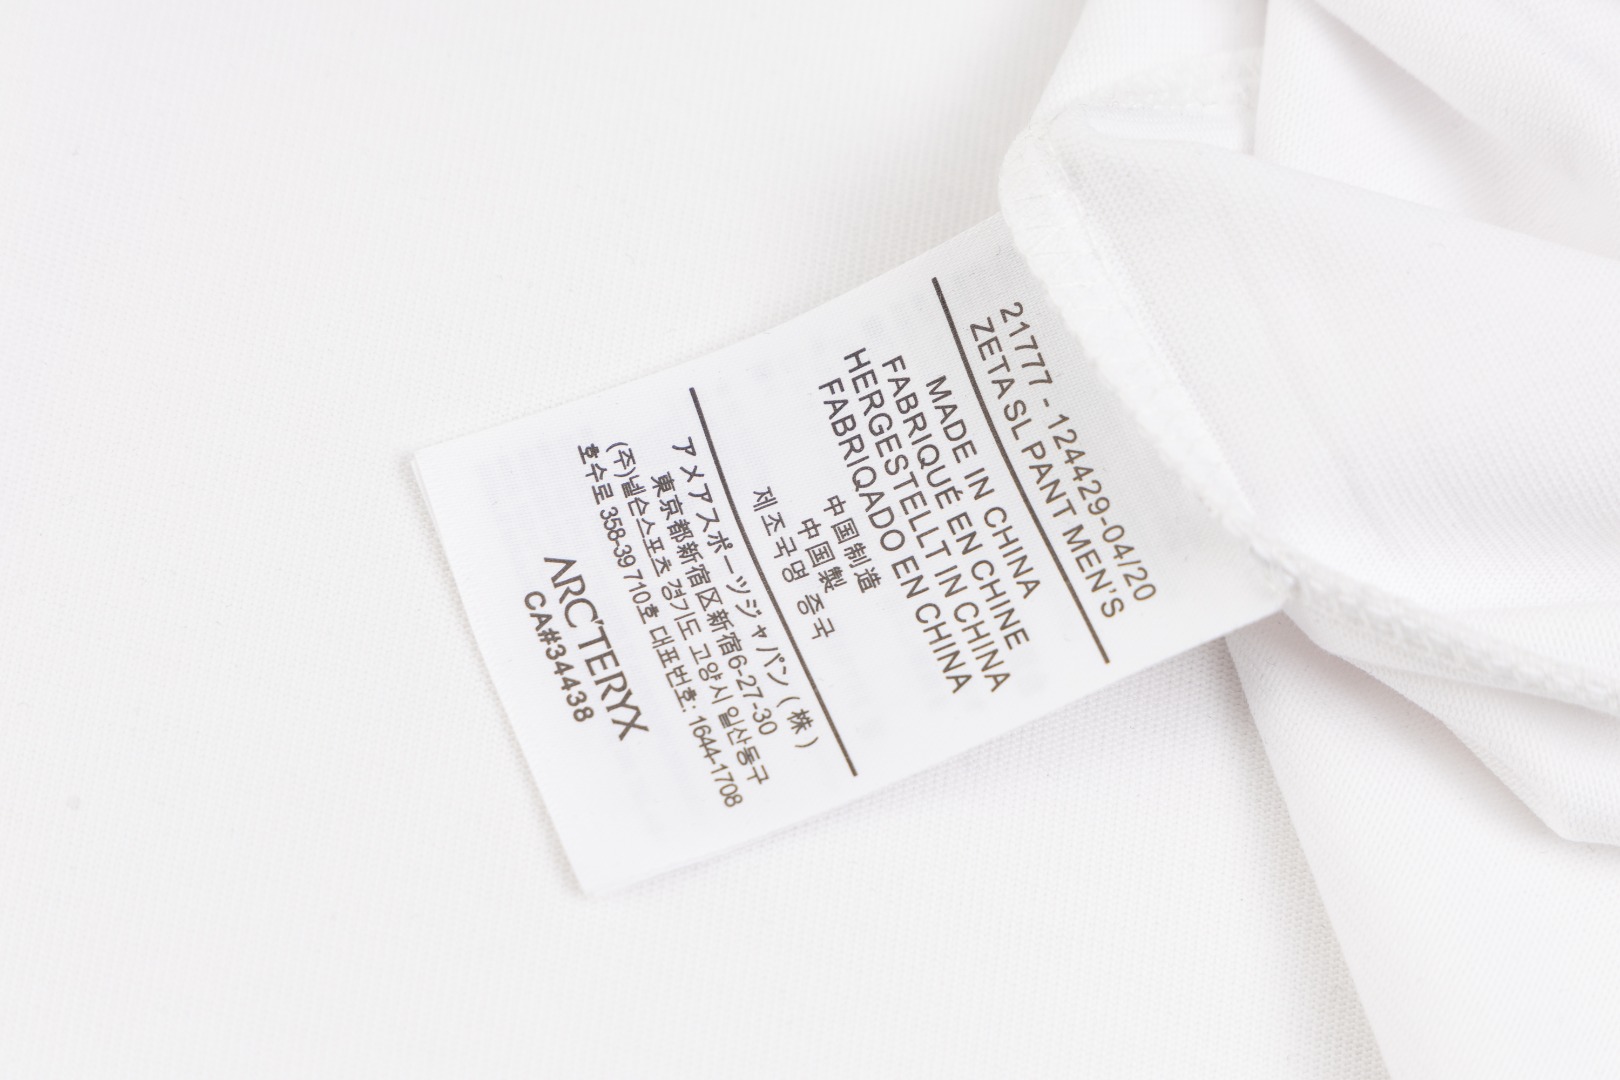 21777 - 124429-04/20
ZETA SL PANT MEN'S
MADE IN CHINA
FABRIQUÉ EN CHINE
HERGESTELLT IN CHINA
FABRIQADO EN CHINA
中国制造
中国製
제조국명 중국
アメアスポーツジャパン(株)
東京都新宿区新宿6-27-30
(주)넬슨스포츠 경기도 고양시 일산동구
호수로 358-39 710호 대표번호: 1644-1708
ARC'TERYX
CA#34438